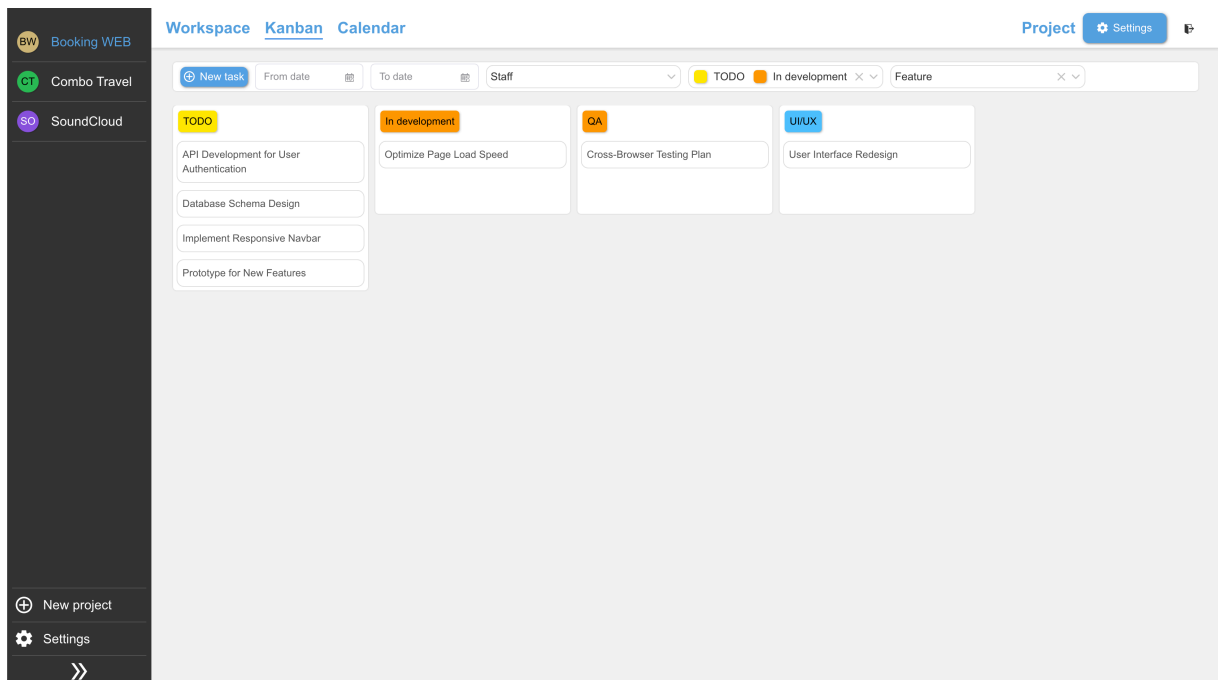 BW Booking WEB
CT Combo Travel
SO SoundCloud
New project
Settings
Workspace Kanban Calendar
Project Settings
New task From date To date Staff TODO In development Feature
TODO
API Development for User
Authentication
Database Schema Design
Implement Responsive Navbar
Prototype for New Features
In development
Optimize Page Load Speed
QA
Cross-Browser Testing Plan
UI/UX
User Interface Redesign